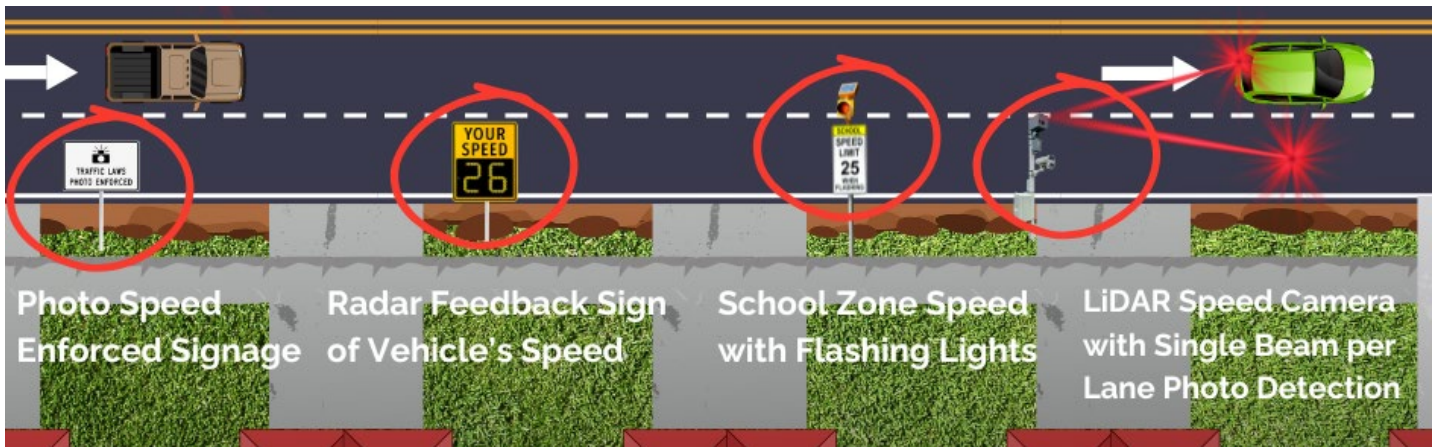 TRAFFIC LAWS
PHOTO ENFORCED
YOUR
SPEED
26
SCHOOL
SPEED
LIMIT
25
WHEN
FLASHING
Photo Speed
Enforced Signage
Radar Feedback Sign
of Vehicle's Speed
School Zone Speed
with Flashing Lights
LiDAR Speed Camera
with Single Beam per
Lane Photo Detection